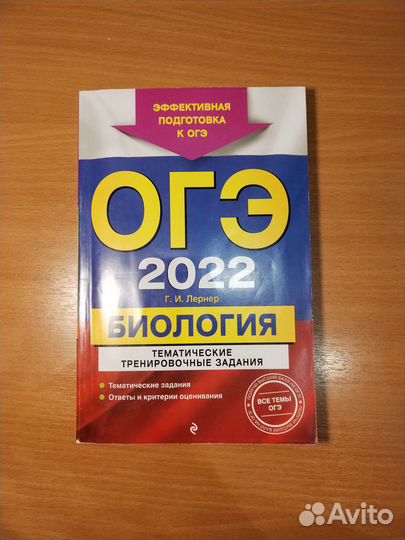 ЭФФЕКТИВНАЯ
ПОДГОТОВКА
К ОГЭ
ОГЭ
2022
Г. И. Лернер
БИОЛОГИЯ
ТЕМАТИЧЕСКИЕ
ТРЕНИРОВОЧНЫЕ ЗАДАНИЯ
Тематические задания
Ответы и критерии оценивания
ВСЕ ТЕМЫ
ОГЭ
Avito